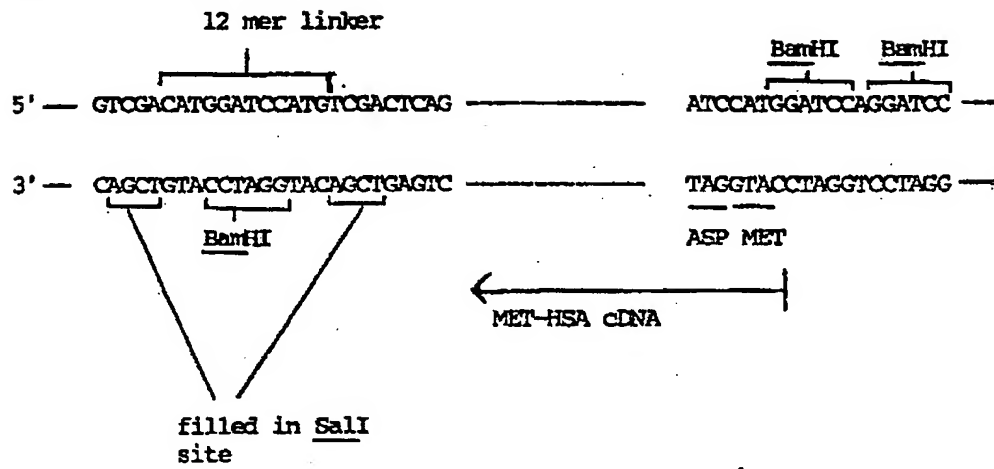 12 mer linker
BamHI BamHI
5' — GTCGACATGGATCCATGTCGACTCAG ATCCATGGATCCAGGATCC —
3' — CAGCTGTACCTAGGTACAGCTGAGTC TAGGTACCTAGGTCCTAGG —
BamHI ASP MET
MET-HSA cDNA
filled in SalI
site